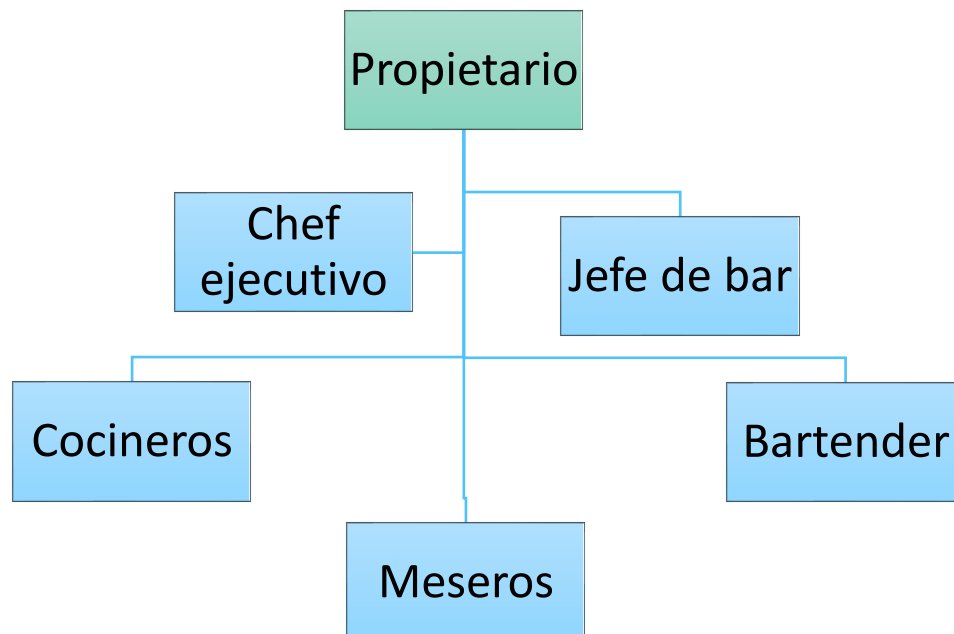 Propietario
Chef
ejecutivo
Jefe de bar
Cocineros
Bartender
Meseros